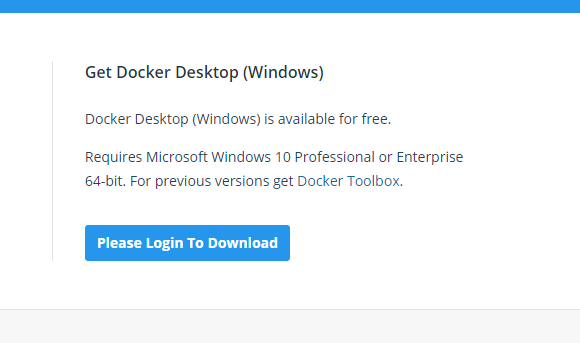 Get Docker Desktop (Windows)
Docker Desktop (Windows) is available for free.
Requires Microsoft Windows 10 Professional or Enterprise
64-bit. For previous versions get Docker Toolbox.
Please Login To Download